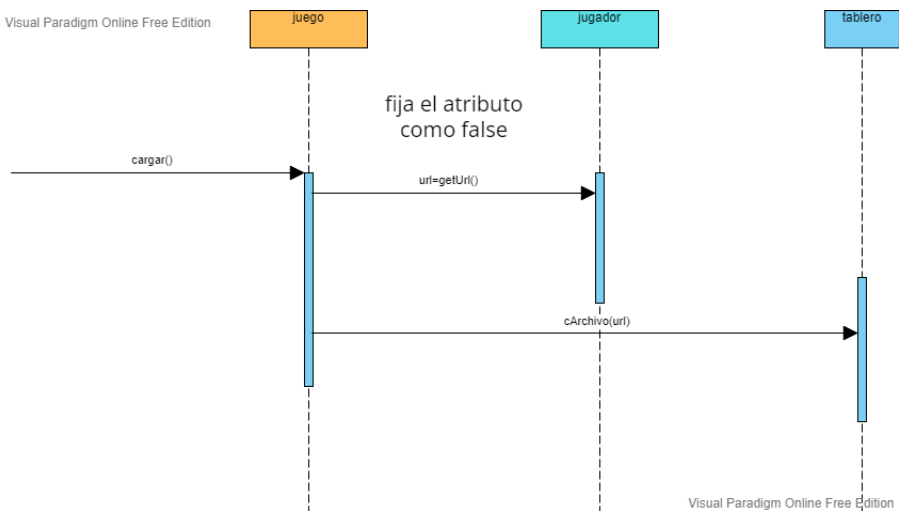 Visual Paradigm Online Free Edition
juego
jugador
tablero
fija el atributo
como false
cargar()
url=getUrl()
cArchivo(url)
Visual Paradigm Online Free Edition